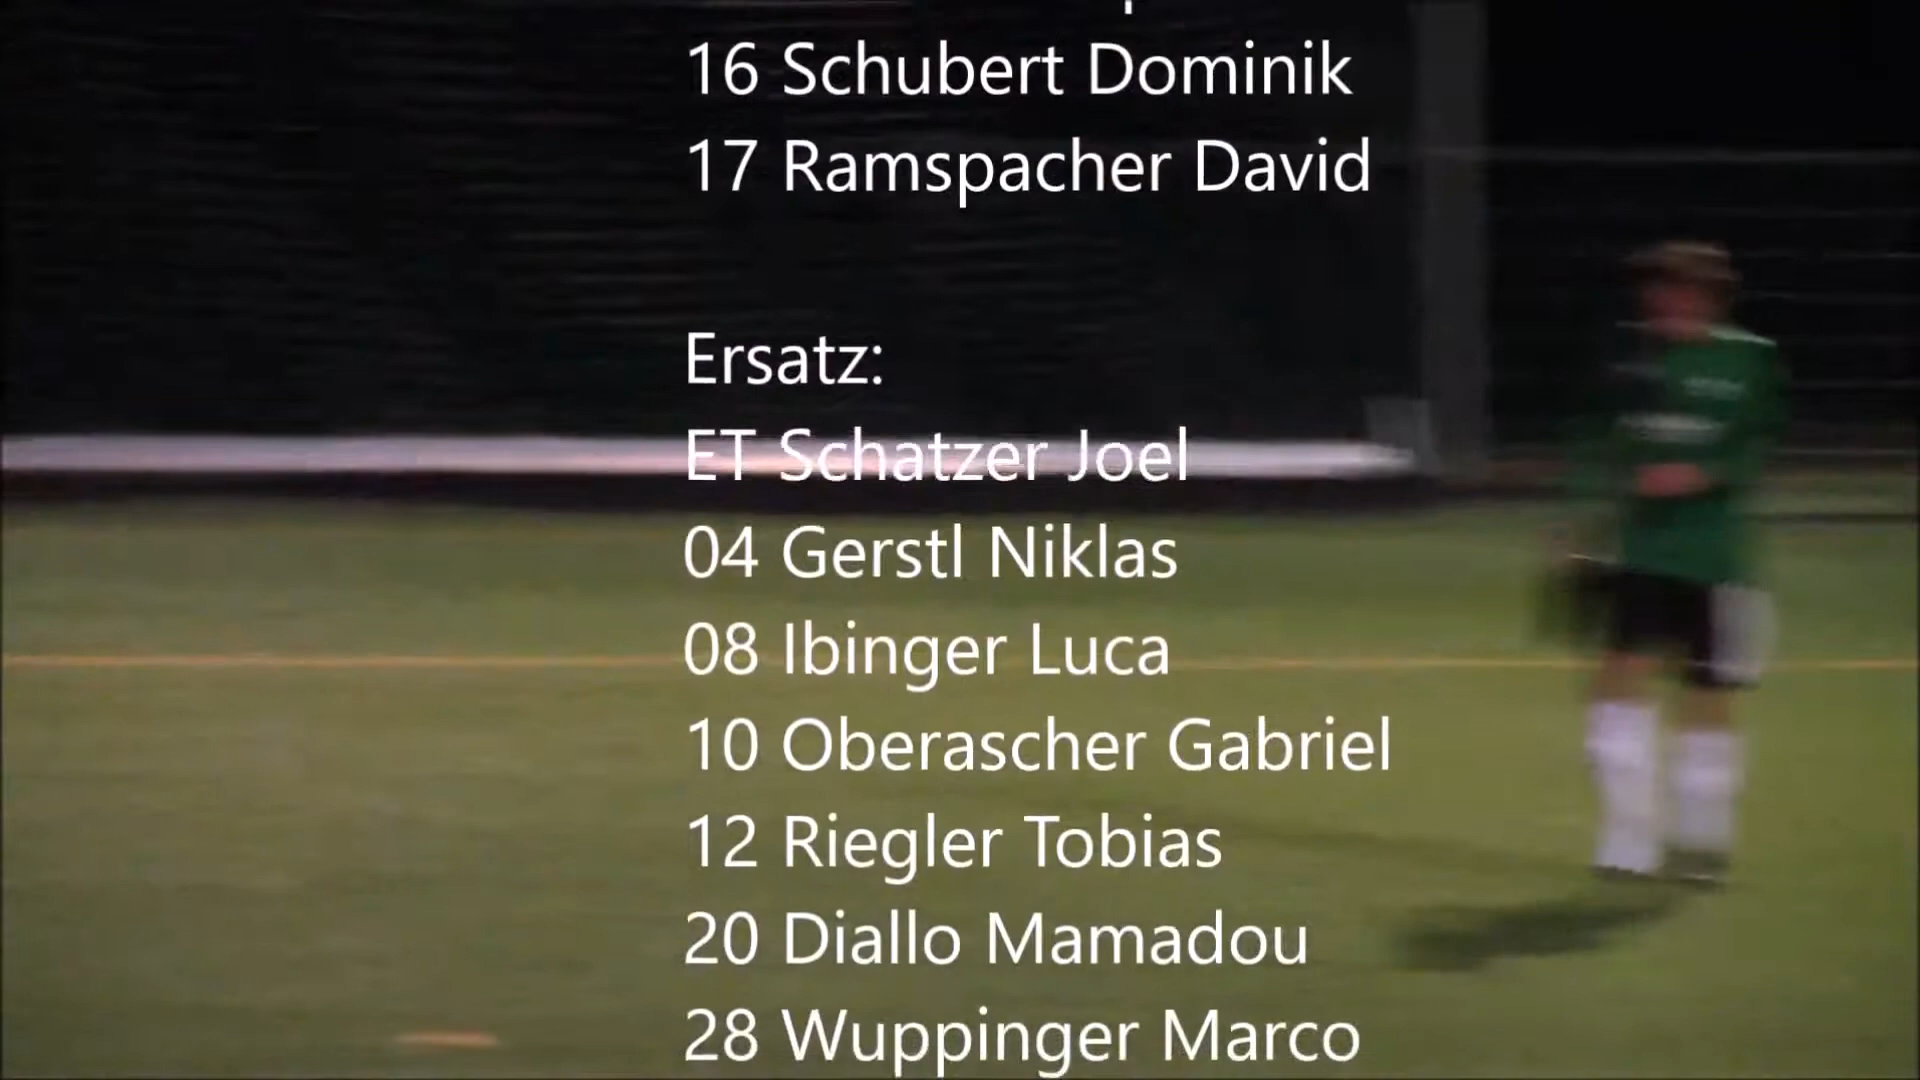 16 Schubert Dominik
17 Ramspacher David
Ersatz:
ET Schatzer Joel
04 Gerstl Niklas
08 Ibinger Luca
10 Oberascher Gabriel
12 Riegler Tobias
20 Diallo Mamadou
28 Wuppinger Marco